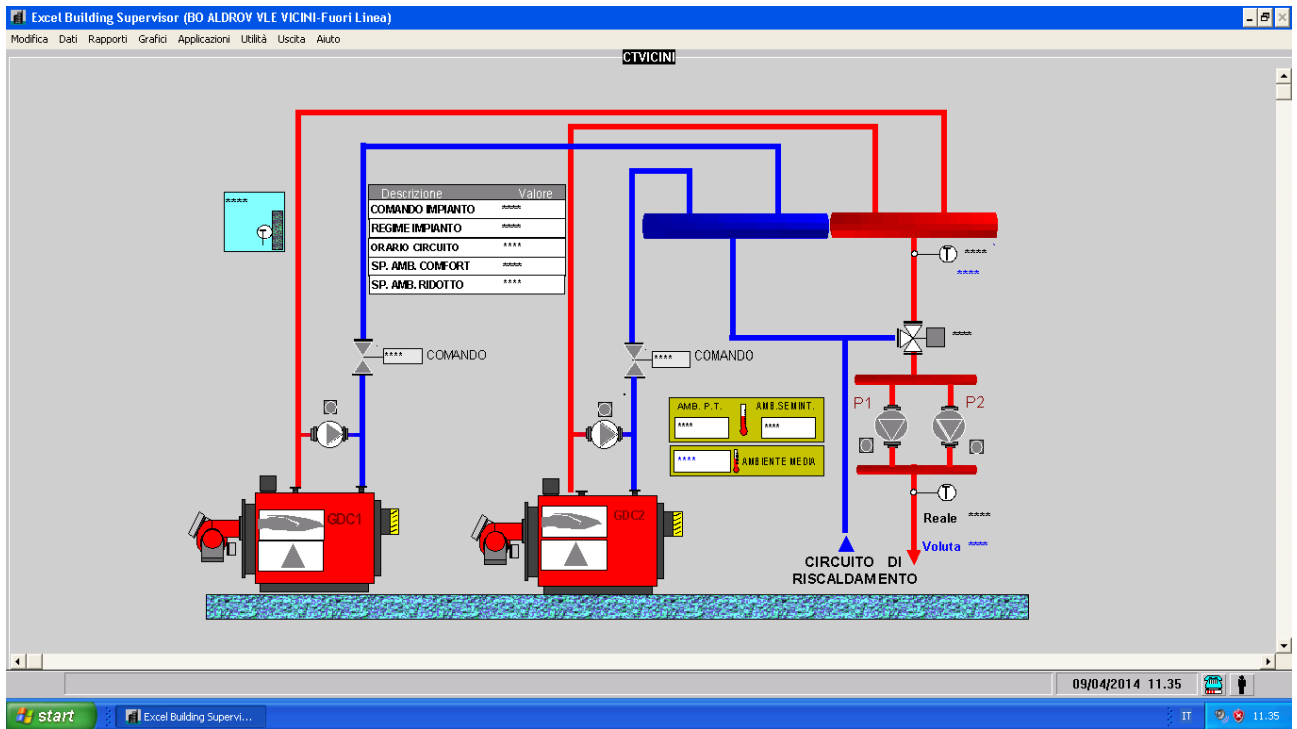 Excel Building Supervisor (BO ALDROV VLE VICINI-Fuori Linea)
Modifica Dati Rapporti Grafici Applicazioni Utilità Uscita Aiuto
CTVICINI
****
Descrizione Valore
COMANDO IMPIANTO ****
REGIME IMPIANTO ****
ORARIO CIRCUITO ****
SP. AMB. COMFORT ****
SP. AMB. RIDOTTO ****
T
T ****
****
****
**** COMANDO
**** COMANDO
AMB. P.T. AMB.SEMINT.
**** ****
**** AMBIENTE MEDIA
P1 P2
T
GDC1
GDC2
Reale ****
Voluta ****
CIRCUITO DI
RISCALDAMENTO
09/04/2014 11.35
start
Excel Building Supervi...
IT
11.35